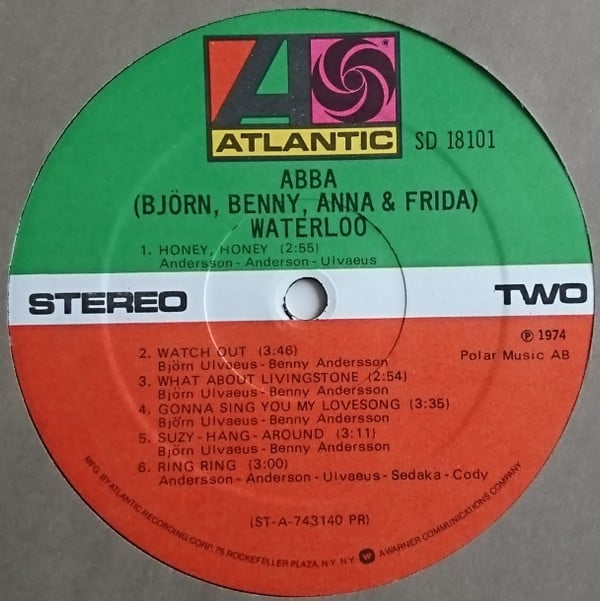 ATLANTIC
SD 18101
ABBA
(BJÖRN, BENNY, ANNA & FRIDA)
WATERLOO
1. HONEY, HONEY (2:55)
Andersson - Anderson - Ulvaeus
STEREO
TWO
℗ 1974
Polar Music AB
2. WATCH OUT (3:46)
Björn Ulvaeus - Benny Andersson
3. WHAT ABOUT LIVINGSTONE (2:54)
Björn Ulvaeus - Benny Andersson
4. GONNA SING YOU MY LOVESONG (3:35)
Björn Ulvaeus - Benny Andersson
5. SUZY - HANG - AROUND (3:11)
Björn Ulvaeus - Benny Andersson
6. RING RING (3:00)
Andersson - Anderson - Ulvaeus - Sedaka - Cody
(ST-A-743140 PR)
MFG. BY ATLANTIC RECORDING CORP. 75 ROCKEFELLER PLAZA, N.Y. N.Y. A WARNER COMMUNICATIONS COMPANY